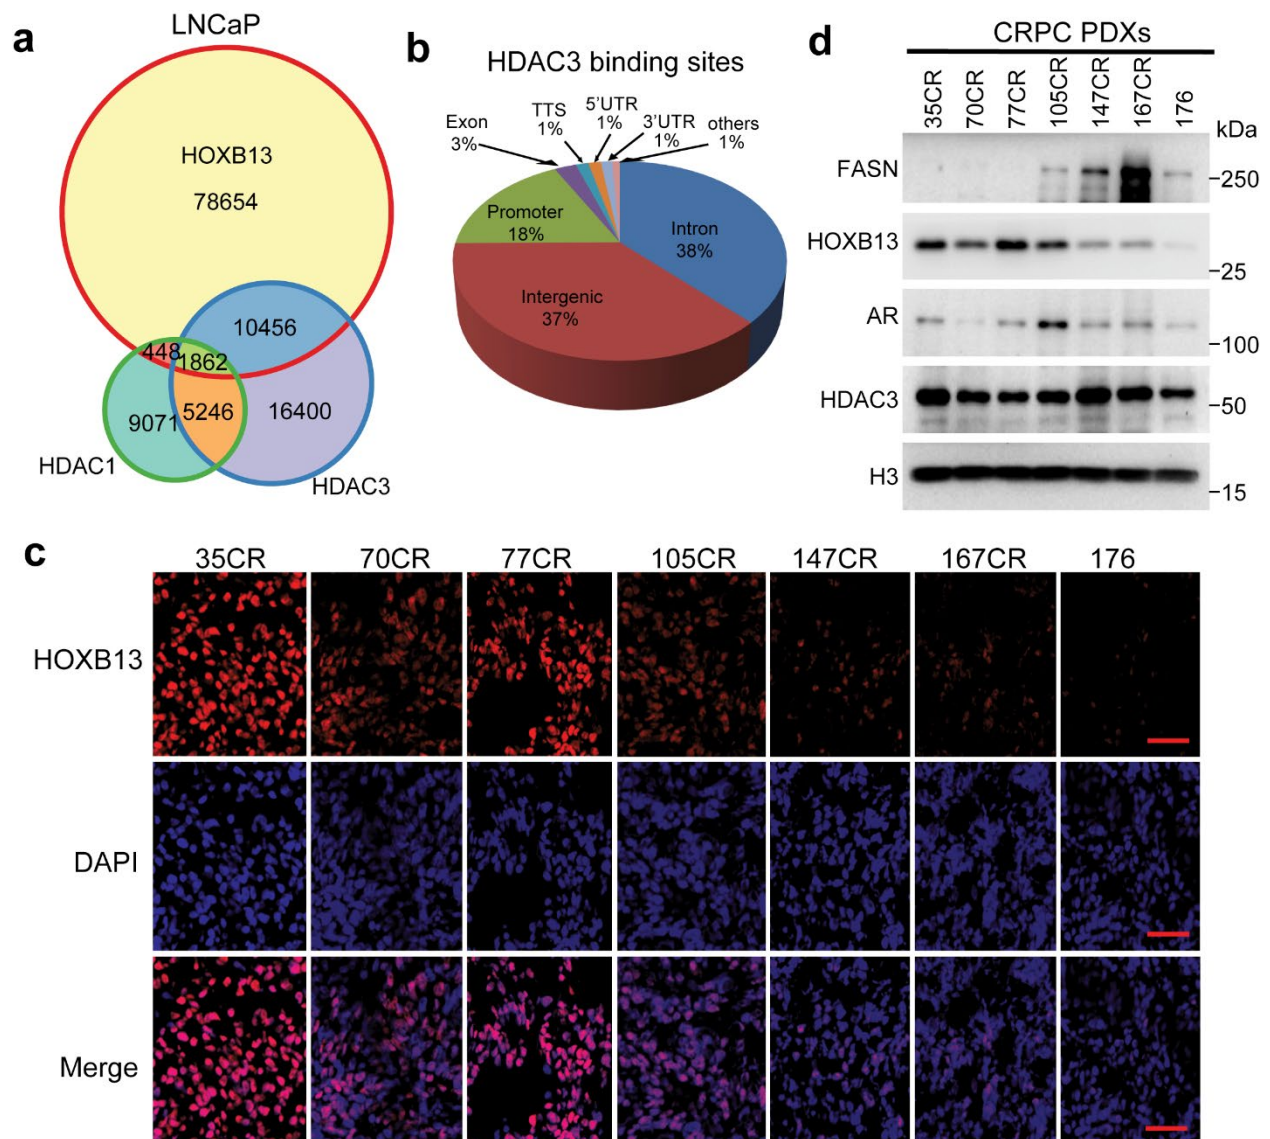 a
LNCaP
HOXB13
78654
10456
448
1862
9071
5246
16400
HDAC1
HDAC3
b
HDAC3 binding sites
Exon
3%
TTS
1%
5’UTR
1%
3’UTR
1%
others
1%
Promoter
18%
Intron
38%
Intergenic
37%
d
CRPC PDXs
35CR
70CR
77CR
105CR
147CR
167CR
176
kDa
FASN
250
HOXB13
25
AR
100
HDAC3
50
H3
15
c
35CR 70CR 77CR 105CR 147CR 167CR 176
HOXB13
DAPI
Merge